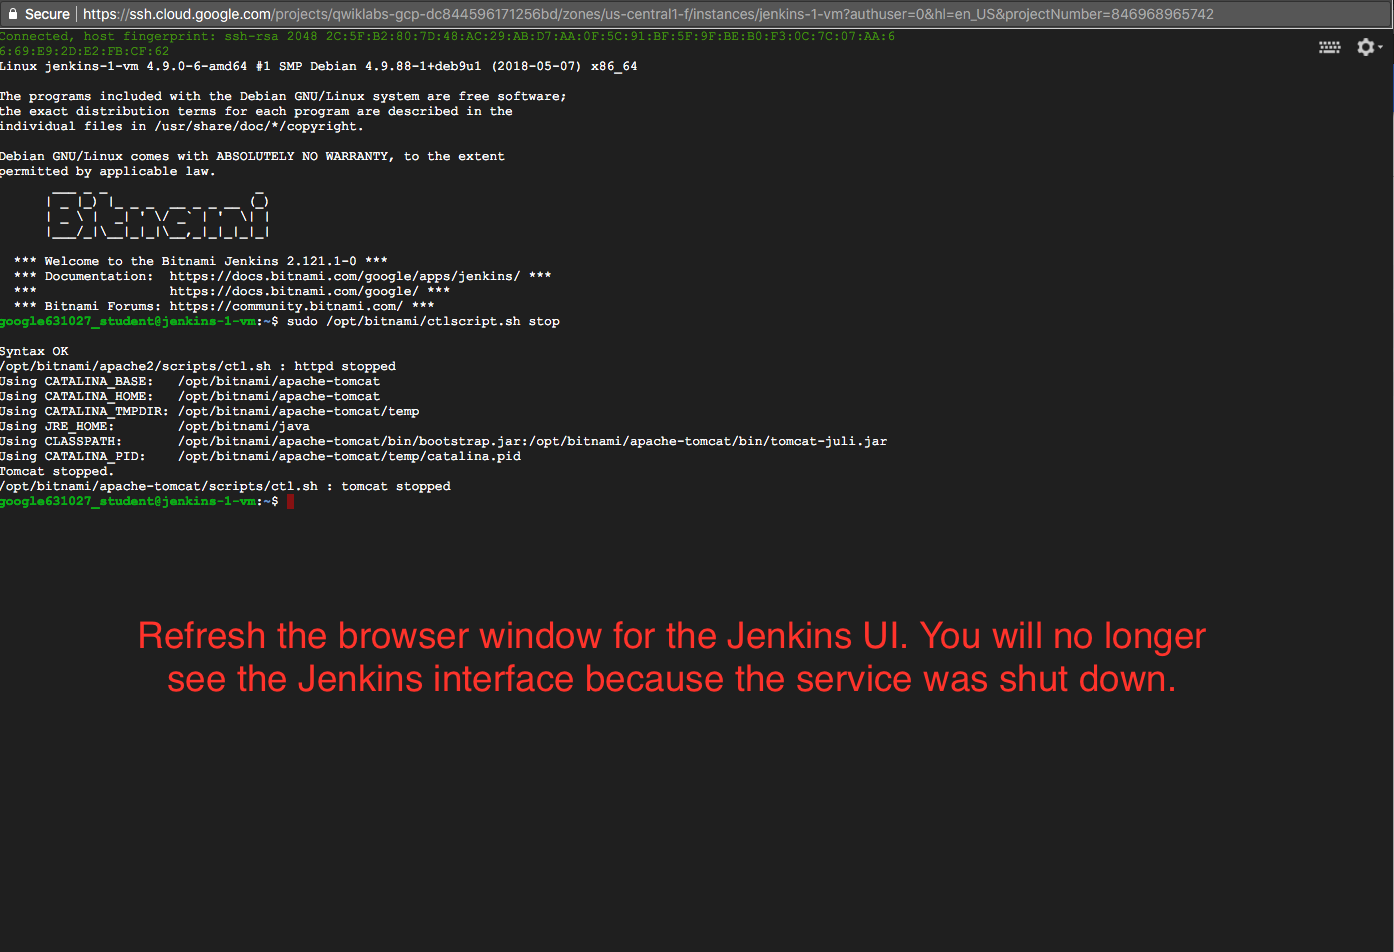 Secure | https://ssh.cloud.google.com/projects/qwiklabs-gcp-dc844596171256bd/zones/us-central1-f/instances/jenkins-1-vm?authuser=0&hl=en_US&projectNumber=846968965742
Connected, host fingerprint: ssh-rsa 2048 2C:5F:B2:80:7D:48:AC:29:AB:D7:AA:0F:5C:91:BF:5F:9F:BE:B0:F3:0C:7C:07:AA:6
6:69:E9:2D:E2:FB:CF:62
Linux jenkins-1-vm 4.9.0-6-amd64 #1 SMP Debian 4.9.88-1+deb9u1 (2018-05-07) x86_64
The programs included with the Debian GNU/Linux system are free software;
the exact distribution terms for each program are described in the
individual files in /usr/share/doc/*/copyright.
Debian GNU/Linux comes with ABSOLUTELY NO WARRANTY, to the extent
permitted by applicable law.
Bitnami
*** Welcome to the Bitnami Jenkins 2.121.1-0 ***
*** Documentation:  https://docs.bitnami.com/google/apps/jenkins/ ***
***                 https://docs.bitnami.com/google/ ***
*** Bitnami Forums: https://community.bitnami.com/ ***
google631027_student@jenkins-1-vm:~$ sudo /opt/bitnami/ctlscript.sh stop
Syntax OK
/opt/bitnami/apache2/scripts/ctl.sh : httpd stopped
Using CATALINA_BASE:   /opt/bitnami/apache-tomcat
Using CATALINA_HOME:   /opt/bitnami/apache-tomcat
Using CATALINA_TMPDIR: /opt/bitnami/apache-tomcat/temp
Using JRE_HOME:        /opt/bitnami/java
Using CLASSPATH:       /opt/bitnami/apache-tomcat/bin/bootstrap.jar:/opt/bitnami/apache-tomcat/bin/tomcat-juli.jar
Using CATALINA_PID:    /opt/bitnami/apache-tomcat/temp/catalina.pid
Tomcat stopped.
/opt/bitnami/apache-tomcat/scripts/ctl.sh : tomcat stopped
google631027_student@jenkins-1-vm:~$
Refresh the browser window for the Jenkins UI. You will no longer
see the Jenkins interface because the service was shut down.